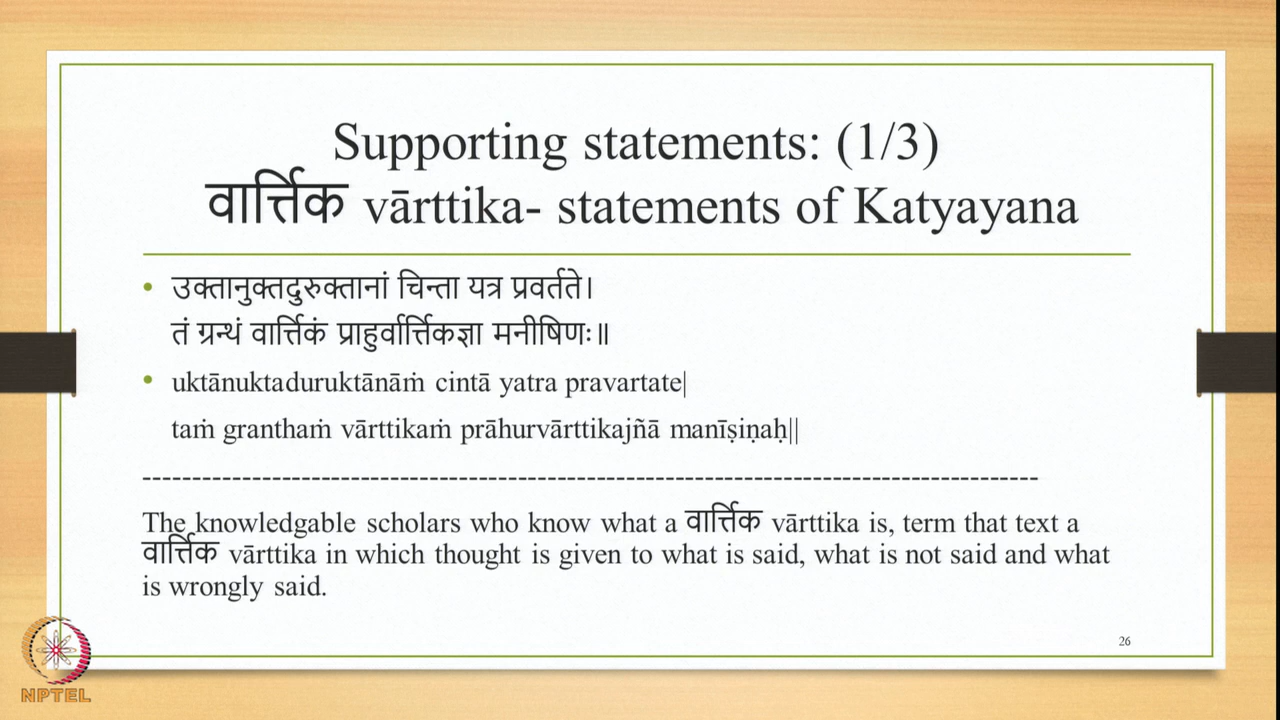 Supporting statements: (1/3)
वार्त्तिक vārttika- statements of Katyayana
• उक्तानुक्तदुरुक्तानां चिन्ता यत्र प्रवर्तते।
तं ग्रन्थं वार्त्तिकं प्राहुर्वार्त्तिकज्ञा मनीषिणः॥
• uktānuktaduruktānāṁ cintā yatra pravartate|
taṁ granthaṁ vārttikaṁ prāhurvārttikajñā manīṣiṇaḥ||
------------------------------------------------------------------------------------------
The knowledgable scholars who know what a वार्त्तिक vārttika is, term that text a
वार्त्तिक vārttika in which thought is given to what is said, what is not said and what
is wrongly said.
26
NPTEL